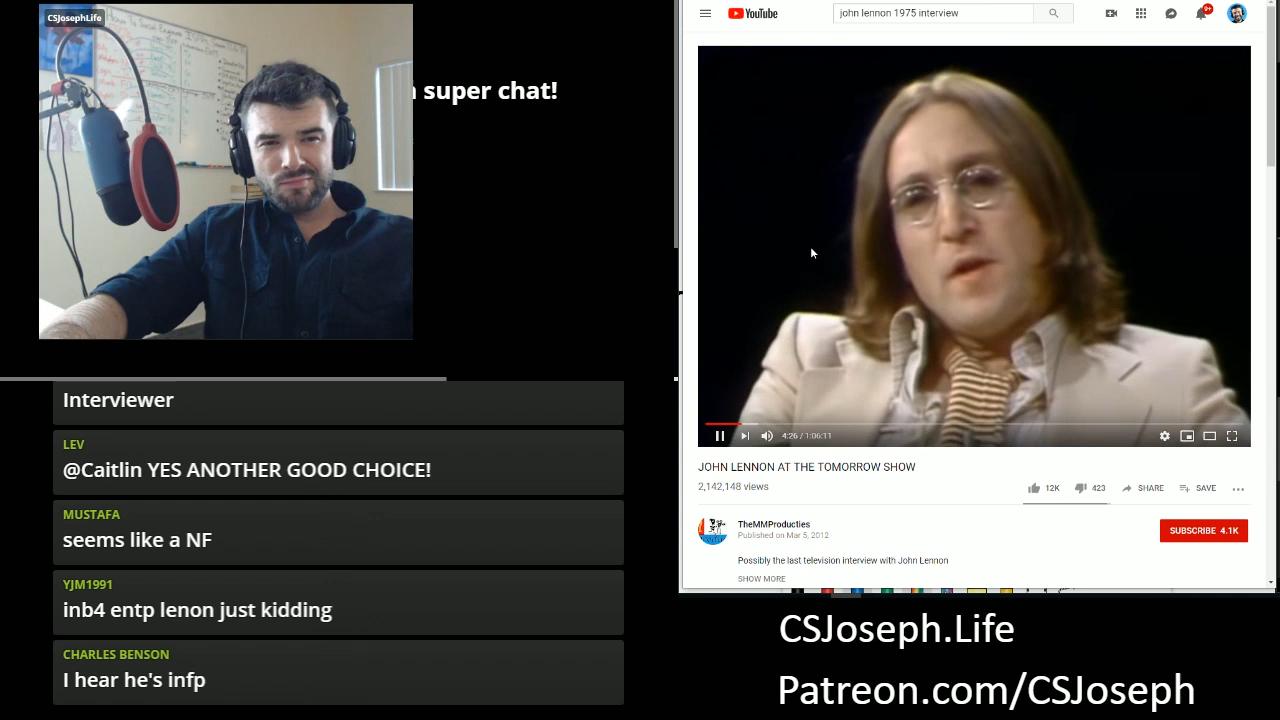 CSJosephLife
super chat!
Interviewer
LEV
@Caitlin YES ANOTHER GOOD CHOICE!
MUSTAFA
seems like a NF
YJM1991
inb4 entp lenon just kidding
CHARLES BENSON
I hear he's infp
YouTube
john lennon 1975 interview
9+
4:26 / 1:06:11
JOHN LENNON AT THE TOMORROW SHOW
2,142,148 views
12K
423
SHARE
SAVE
TheMMProducties
Published on Mar 5, 2012
SUBSCRIBE 4.1K
Possibly the last television interview with John Lennon
SHOW MORE
CSJoseph.Life
Patreon.com/CSJoseph